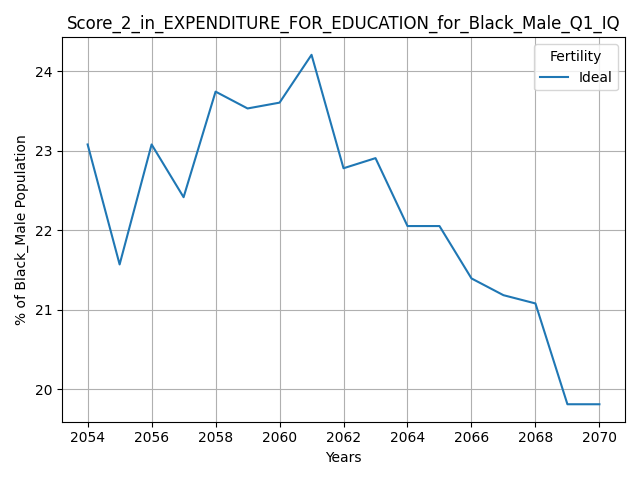 Score_2_in_EXPENDITURE_FOR_EDUCATION_for_Black_Male_Q1_IQ
Fertility
Ideal
% of Black_Male Population
24
23
22
21
20
2054 2056 2058 2060 2062 2064 2066 2068 2070
Years